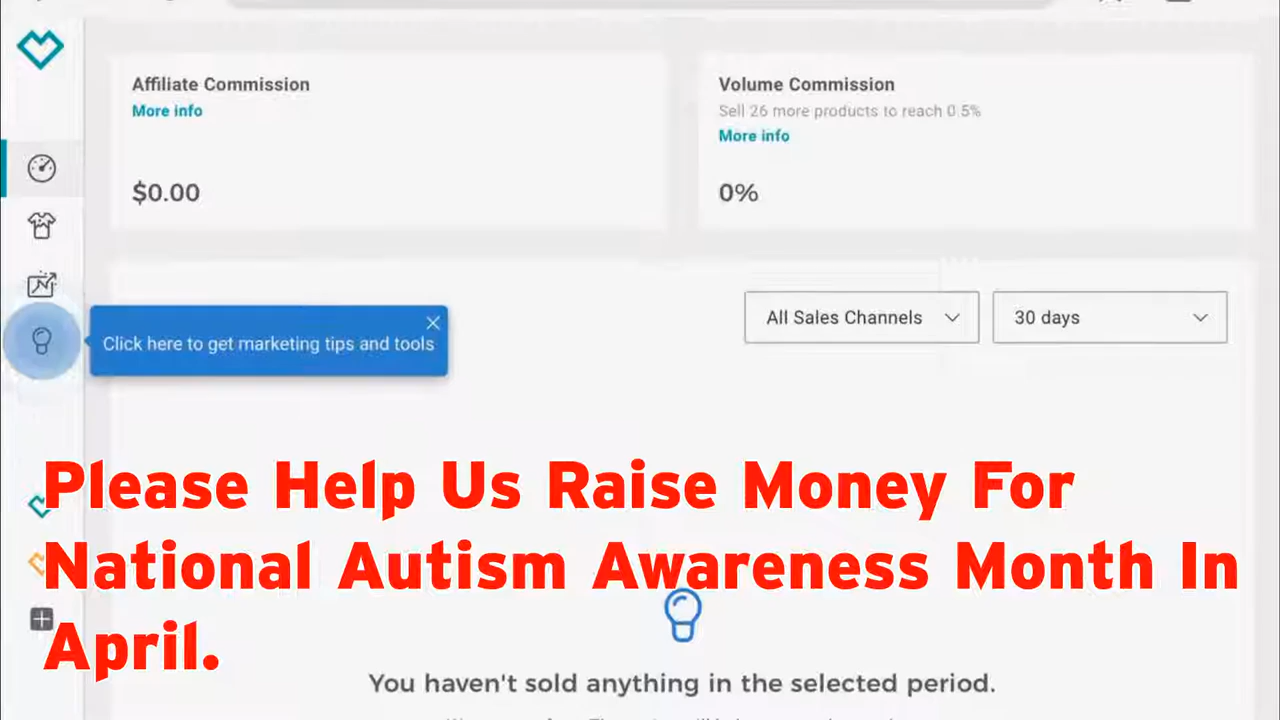 Affiliate Commission
More info
$0.00
Volume Commission
Sell 26 more products to reach 0.5%
More info
0%
All Sales Channels
30 days
Click here to get marketing tips and tools
Please Help Us Raise Money For
National Autism Awareness Month In
April.
You haven't sold anything in the selected period.